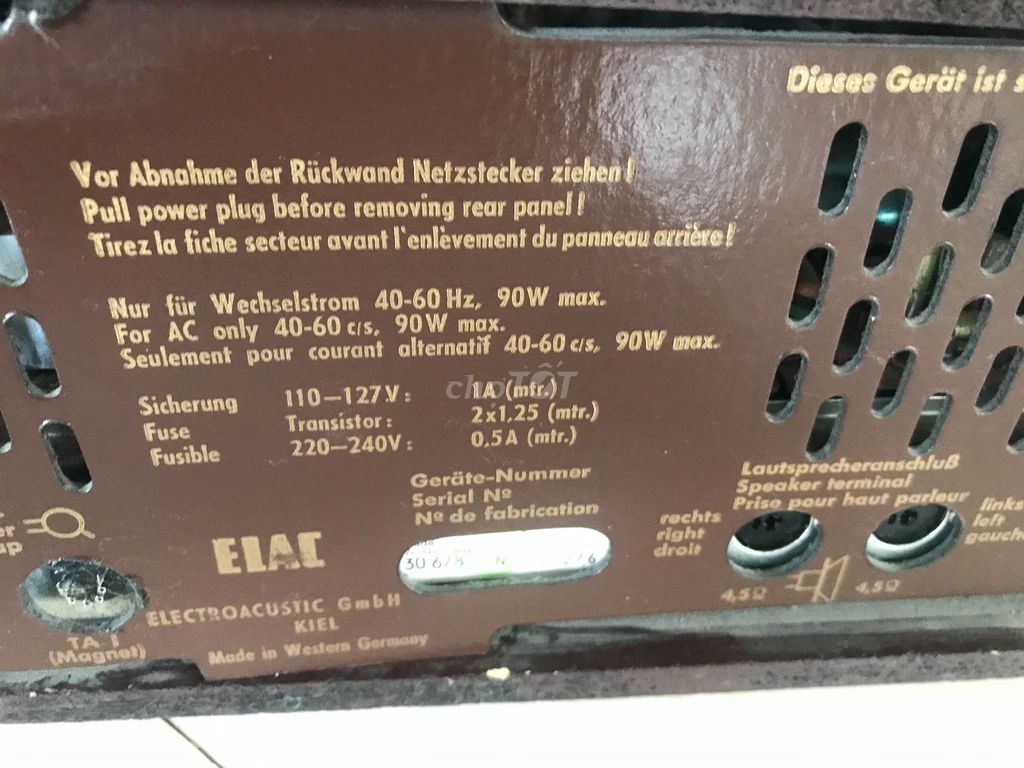 Dieses Gerät ist
Vor Abnahme der Rückwand Netzstecker ziehen!
Pull power plug before removing rear panel!
Tirez la fiche secteur avant l'enlèvement du panneau arrière!
Nur für Wechselstrom 40-60 Hz, 90W max.
For AC only 40-60 c/s, 90W max.
Seulement pour courant alternatif 40-60 c/s, 90W max.
chợTỐT
Sicherung 110—127V: 1A (mtr.)
Fuse Transistor: 2x1,25 (mtr.)
Fusible 220—240V: 0,5A (mtr.)
Geräte-Nummer
Serial No
No de fabrication
30 678
Lautsprecheranschluß
Speaker terminal
Prise pour haut parleur
rechts
right
droit
links
left
gauche
4,5Ω 4,5Ω
ELAC
ELECTROACUSTIC GmbH
KIEL
Made in Western Germany
TA 1
(Magnet)